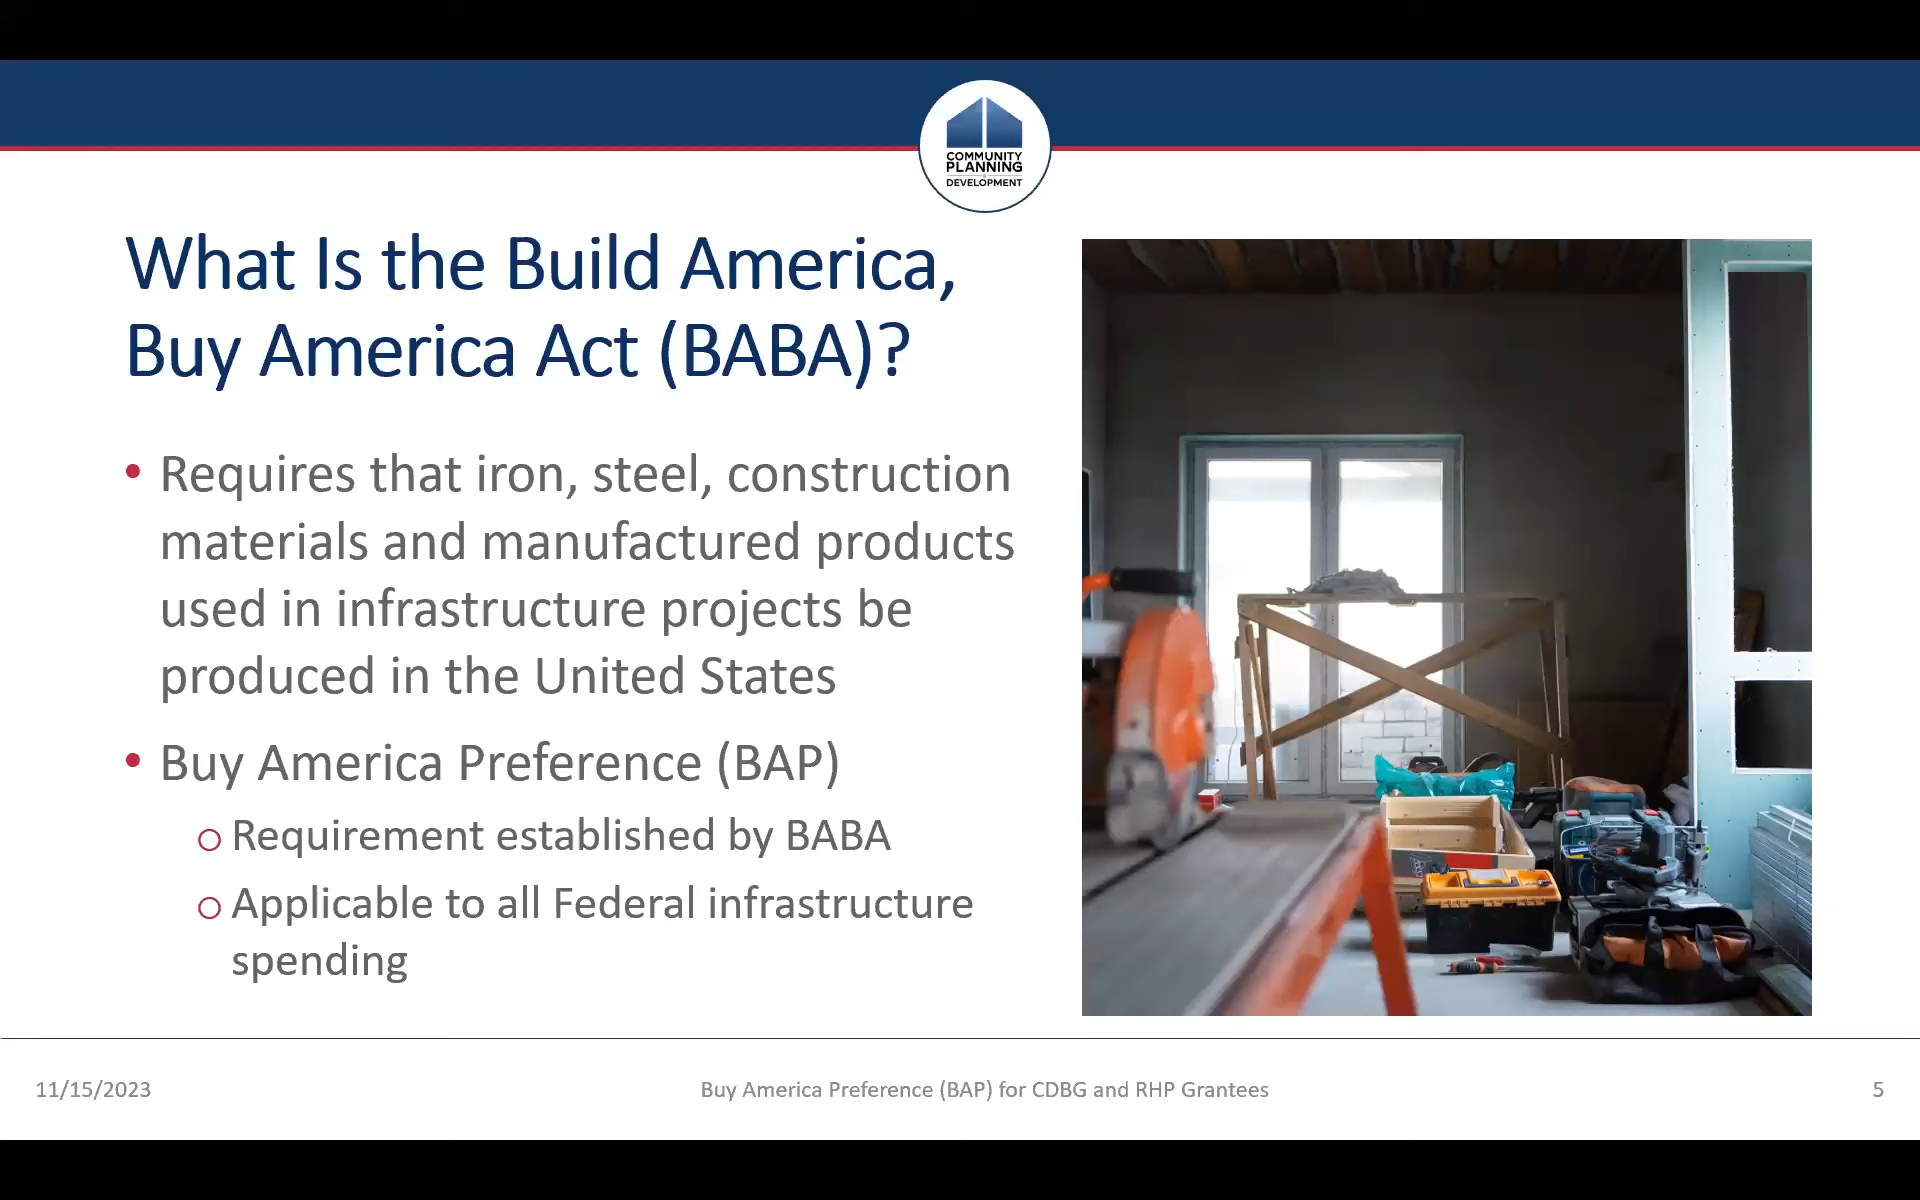 COMMUNITY
PLANNING
DEVELOPMENT
What Is the Build America,
Buy America Act (BABA)?
• Requires that iron, steel, construction
materials and manufactured products
used in infrastructure projects be
produced in the United States
• Buy America Preference (BAP)
o Requirement established by BABA
o Applicable to all Federal infrastructure
spending
11/15/2023
Buy America Preference (BAP) for CDBG and RHP Grantees
5